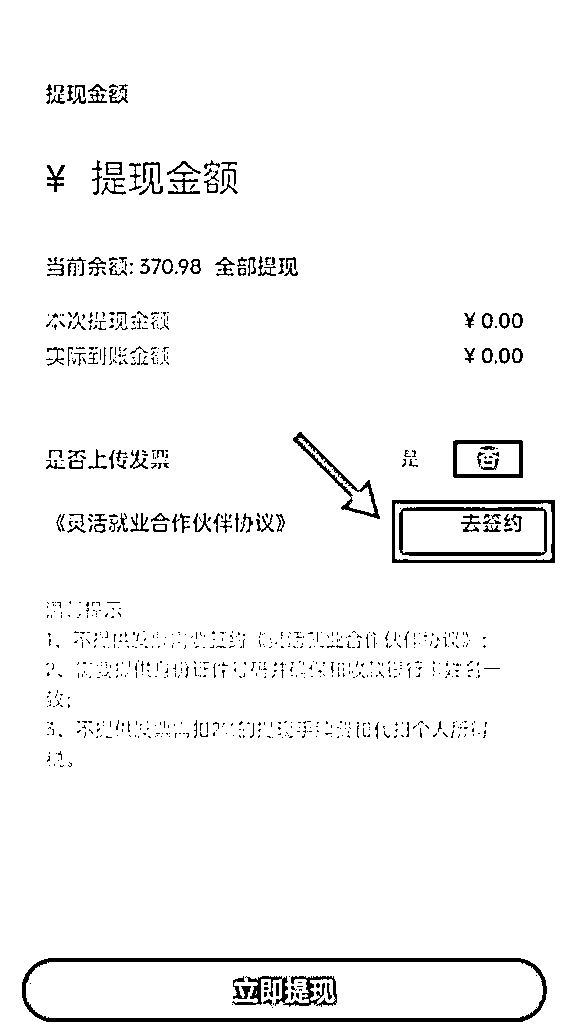 提现金额
¥ 提现金额
当前余额: 370.98 全部提现
本次提现金额 ¥ 0.00
实际到账金额 ¥ 0.00
是否上传发票 是 否
《灵活就业合作伙伴协议》 去签约
温馨提示
1、不提供发票需要签约《灵活就业合作伙伴协议》;
2、需要提供身份证件号码并确保和收款银行卡姓名一
致;
3、不提供发票需扣2%的提现手续费和代扣个人所得
税。
立即提现